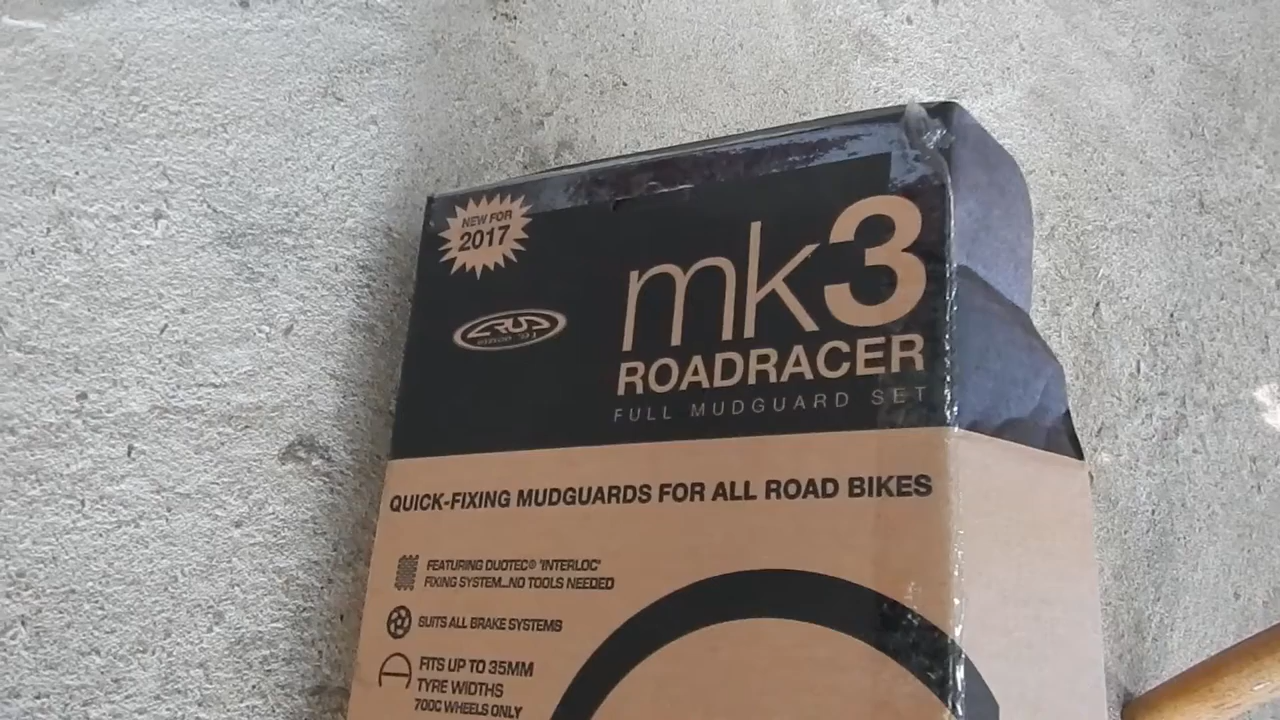 NEW FOR
2017
CRUD
mk3
ROADRACER
FULL MUDGUARD SET
QUICK-FIXING MUDGUARDS FOR ALL ROAD BIKES
FEATURING DUOTEC® 'INTERLOC'
FIXING SYSTEM...NO TOOLS NEEDED
SUITS ALL BRAKE SYSTEMS
FITS UP TO 35MM
TYRE WIDTHS
700C WHEELS ONLY